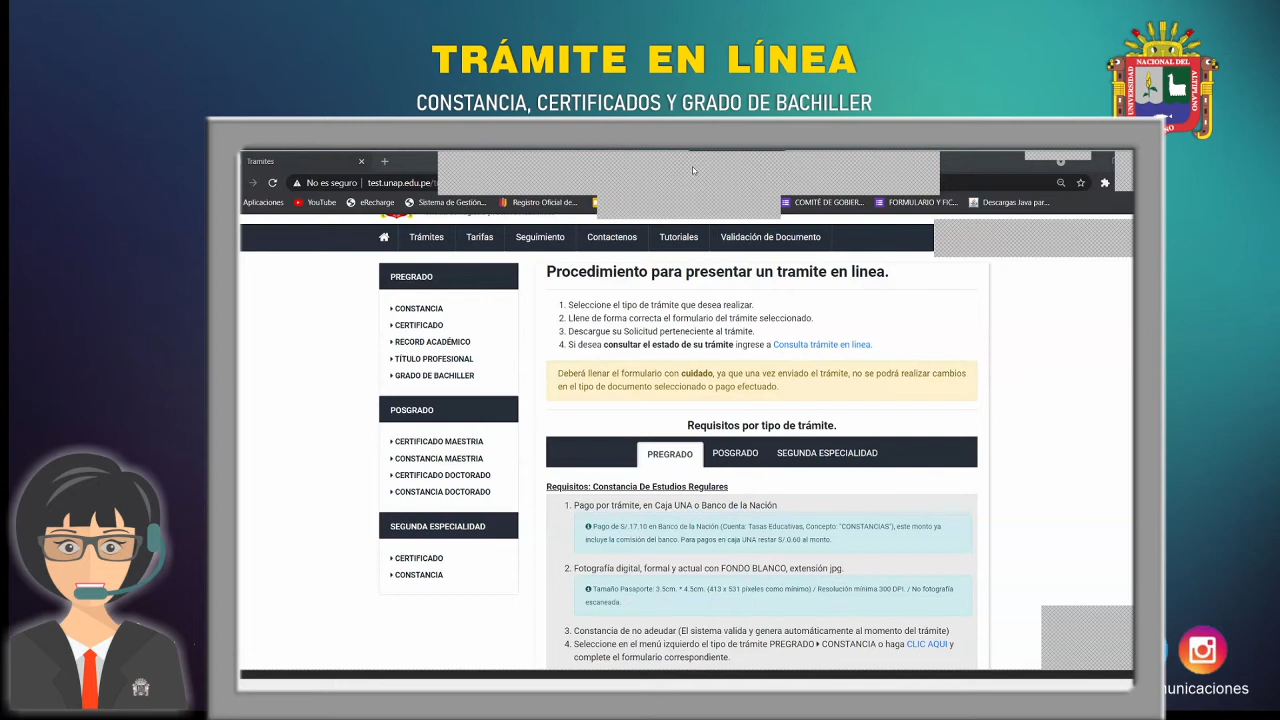 TRÁMITE EN LÍNEA
CONSTANCIA, CERTIFICADOS Y GRADO DE BACHILLER
UNIVERSIDAD NACIONAL DEL ALTIPLANO
Tramites
No es seguro test.unap.edu.pe/
Aplicaciones YouTube eRecharge Sistema de Gestión... Registro Oficial de... COMITÉ DE GOBIER... FORMULARIO Y FIC... Descargas Java par...
Trámites Tarifas Seguimiento Contactenos Tutoriales Validación de Documento
PREGRADO
CONSTANCIA
CERTIFICADO
RECORD ACADÉMICO
TÍTULO PROFESIONAL
GRADO DE BACHILLER
POSGRADO
CERTIFICADO MAESTRIA
CONSTANCIA MAESTRIA
CERTIFICADO DOCTORADO
CONSTANCIA DOCTORADO
SEGUNDA ESPECIALIDAD
CERTIFICADO
CONSTANCIA
Procedimiento para presentar un tramite en linea.
1. Seleccione el tipo de trámite que desea realizar.
2. Llene de forma correcta el formulario del trámite seleccionado.
3. Descargue su Solicitud perteneciente al trámite.
4. Si desea consultar el estado de su trámite ingrese a Consulta trámite en linea.
Deberá llenar el formulario con cuidado, ya que una vez enviado el trámite, no se podrá realizar cambios
en el tipo de documento seleccionado o pago efectuado.
Requisitos por tipo de trámite.
PREGRADO POSGRADO SEGUNDA ESPECIALIDAD
Requisitos: Constancia De Estudios Regulares
1. Pago por trámite, en Caja UNA o Banco de la Nación
Pago de S/.17.10 en Banco de la Nación (Cuenta: Tasas Educativas, Concepto: "CONSTANCIAS"), este monto ya
incluye la comisión del banco. Para pagos en caja UNA restar S/.0.60 al monto.
2. Fotografía digital, formal y actual con FONDO BLANCO, extensión jpg.
Tamaño Pasaporte: 3.5cm. * 4.5cm. (413 x 531 pixeles como mínimo) / Resolución mínima 300 DPI. / No fotografía
escaneada.
3. Constancia de no adeudar (El sistema valida y genera automáticamente al momento del trámite)
4. Seleccione en el menú izquierdo el tipo de trámite PREGRADO CONSTANCIA o haga CLIC AQUI y
complete el formulario correspondiente.
unicaciones